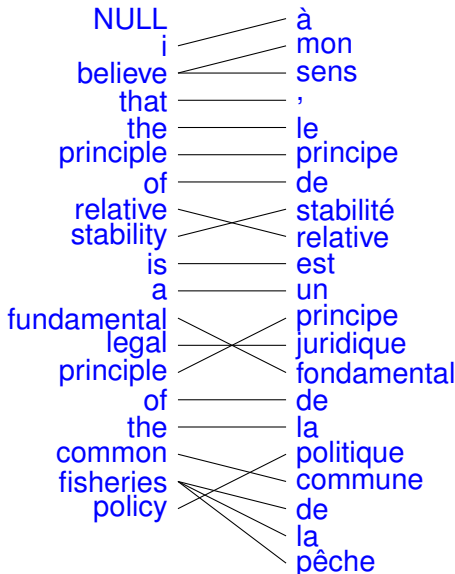 NULL à
i mon
believe sens
that ,
the le
principle principe
of de
relative stabilité
stability relative
is est
a un
fundamental principe
legal juridique
principle fondamental
of de
the la
common politique
fisheries commune
policy de
la
pêche